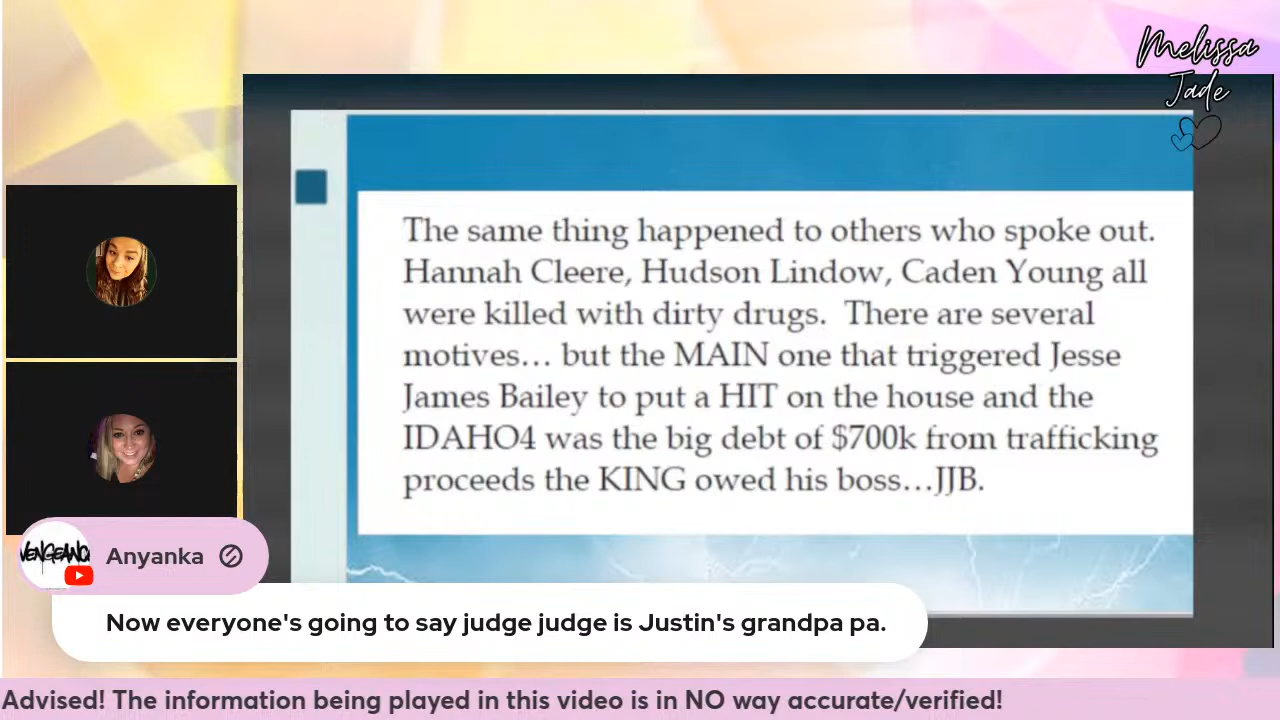 Melissa
Jade
The same thing happened to others who spoke out.
Hannah Cleere, Hudson Lindow, Caden Young all
were killed with dirty drugs.  There are several
motives... but the MAIN one that triggered Jesse
James Bailey to put a HIT on the house and the
IDAHO4 was the big debt of $700k from trafficking
proceeds the KING owed his boss...JJB.
VENGEANC
Anyanka
Now everyone's going to say judge judge is Justin's grandpa pa.
Advised! The information being played in this video is in NO way accurate/verified!